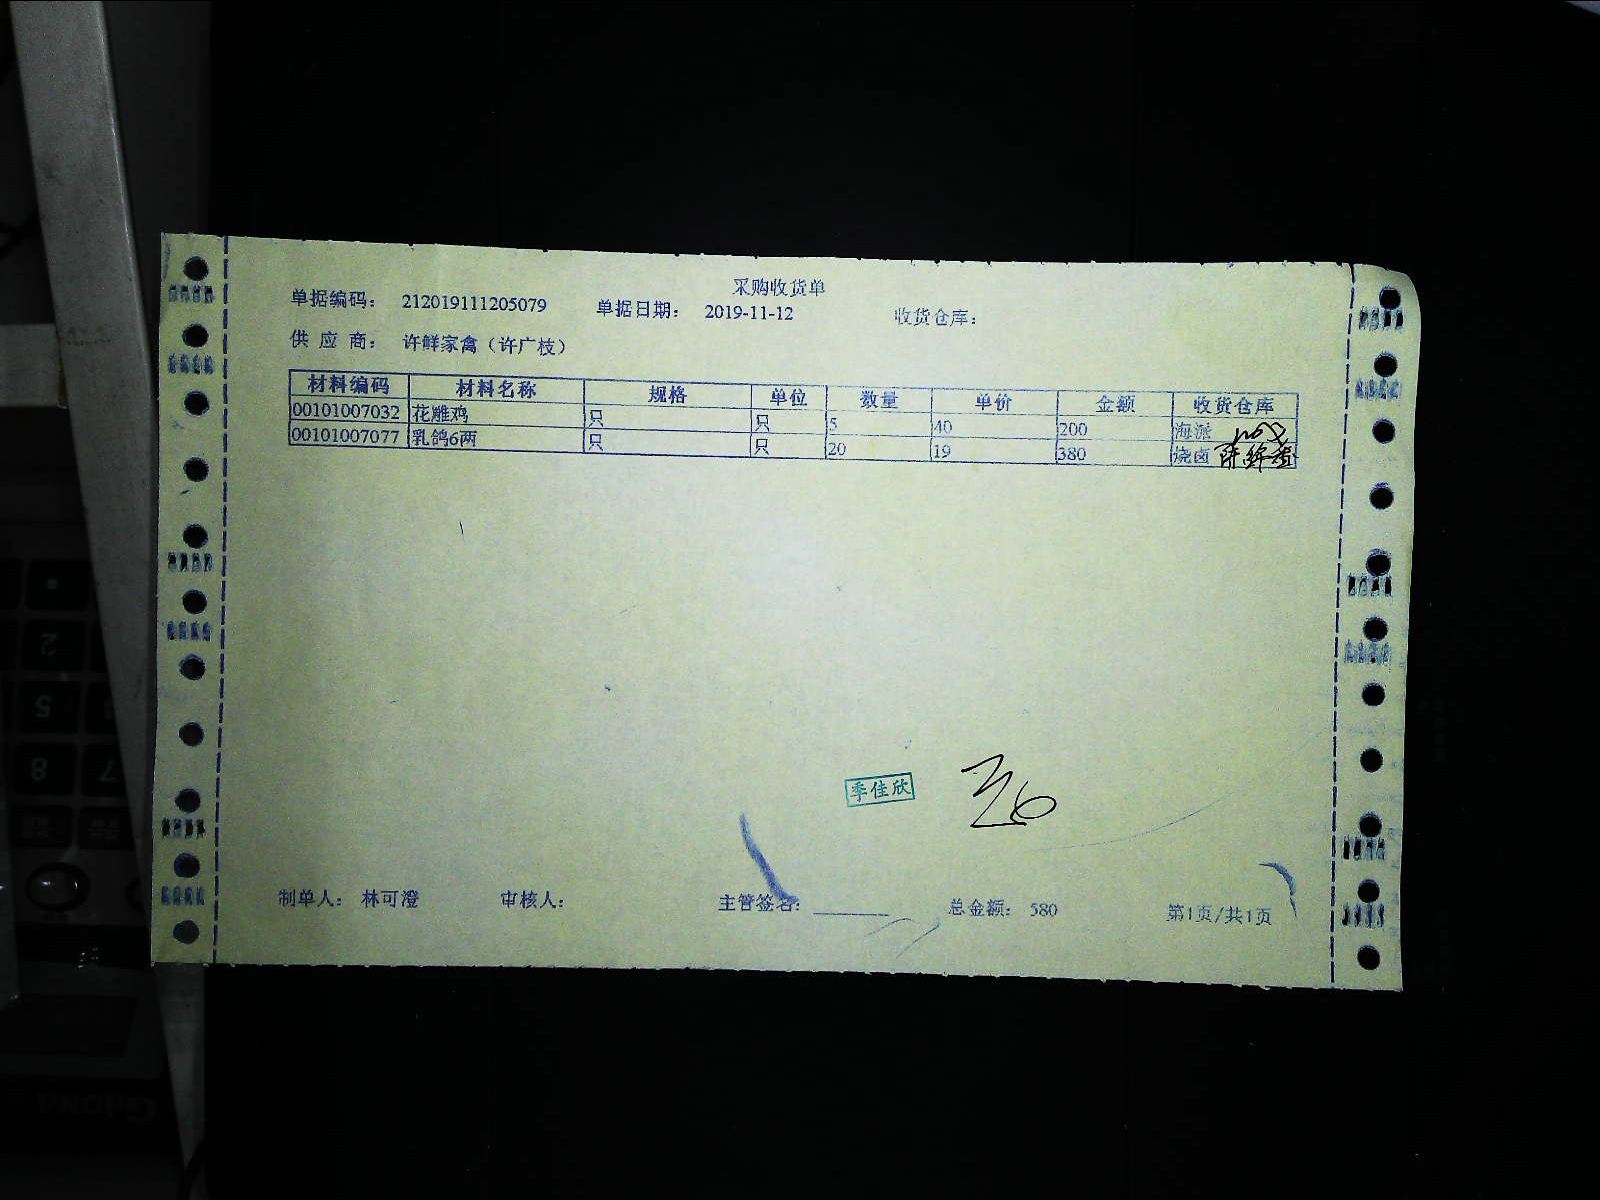 采购收货单
单据编码： 212019111205079 单据日期： 2019-11-12 收货仓库：
供 应 商： 许鲜家禽（许广枝）
材料编码 材料名称 规格 单位 数量 单价 金额 收货仓库
00101007032 花雕鸡 只 只 5 40 200 海派
00101007077 乳鸽6两 只 只 20 19 380 烧卤
季佳欣
制单人： 林可澄 审核人： 主管签名： 总金额： 580 第1页/共1页